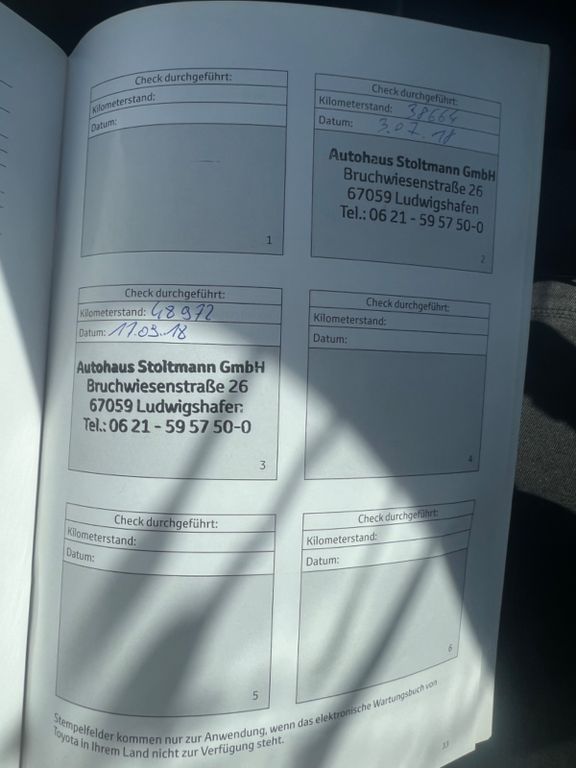 Check durchgeführt:
Kilometerstand:
Datum:
1
Check durchgeführt:
Kilometerstand: 38664
Datum: 3.07.18
Autohaus Stoltmann GmbH
Bruchwiesenstraße 26
67059 Ludwigshafen
Tel.: 06 21 - 59 57 50-0
2
Check durchgeführt:
Kilometerstand: 48972
Datum: 17.09.18
Autohaus Stoltmann GmbH
Bruchwiesenstraße 26
67059 Ludwigshafen
Tel.: 06 21 - 59 57 50-0
3
Check durchgeführt:
Kilometerstand:
Datum:
4
Check durchgeführt:
Kilometerstand:
Datum:
5
Check durchgeführt:
Kilometerstand:
Datum:
6
Stempelfelder kommen nur zur Anwendung, wenn das elektronische Wartungsbuch von
Toyota in Ihrem Land nicht zur Verfügung steht.
33